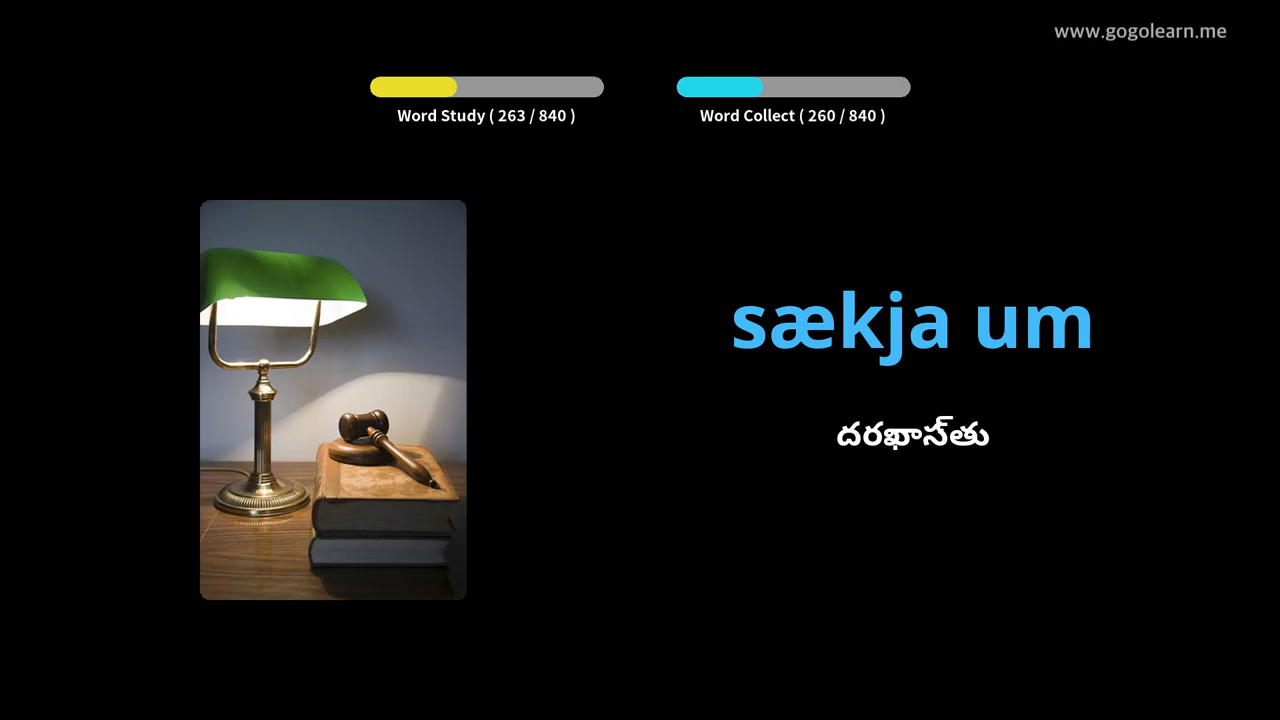 www.gogolearn.me
Word Study ( 263 / 840 )
Word Collect ( 260 / 840 )
sækja um
దరఖాస్‌తు